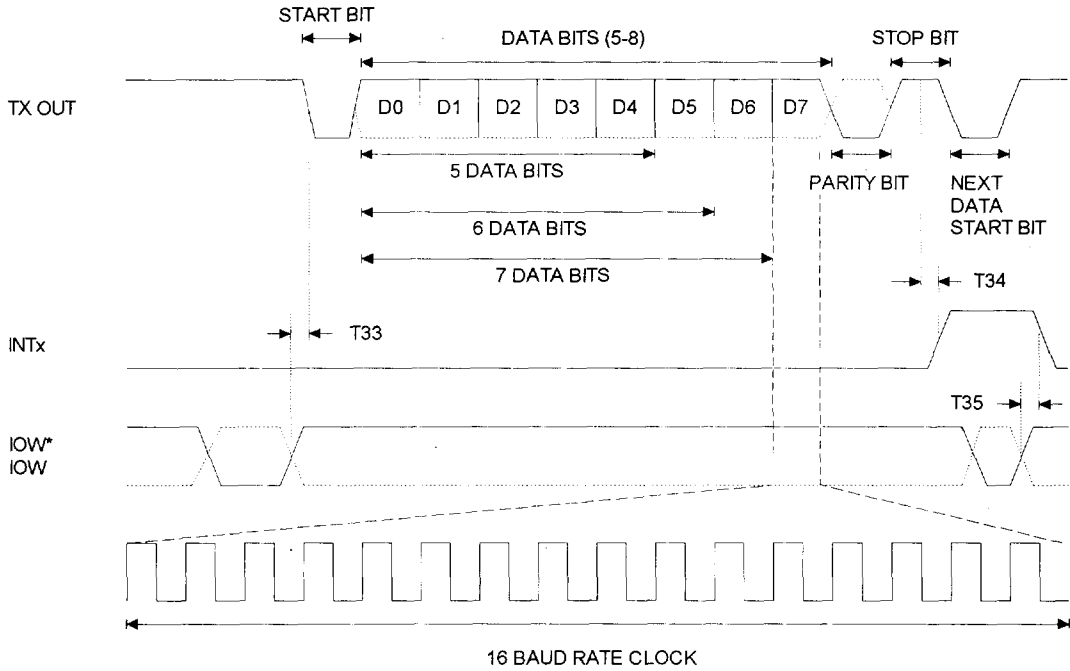 START BIT
DATA BITS (5-8)
STOP BIT
TX OUT
D0 D1 D2 D3 D4 D5 D6 D7
5 DATA BITS
PARITY BIT
NEXT
DATA
START BIT
6 DATA BITS
7 DATA BITS
T34
T33
INTx
T35
IOW*
IOW
16 BAUD RATE CLOCK